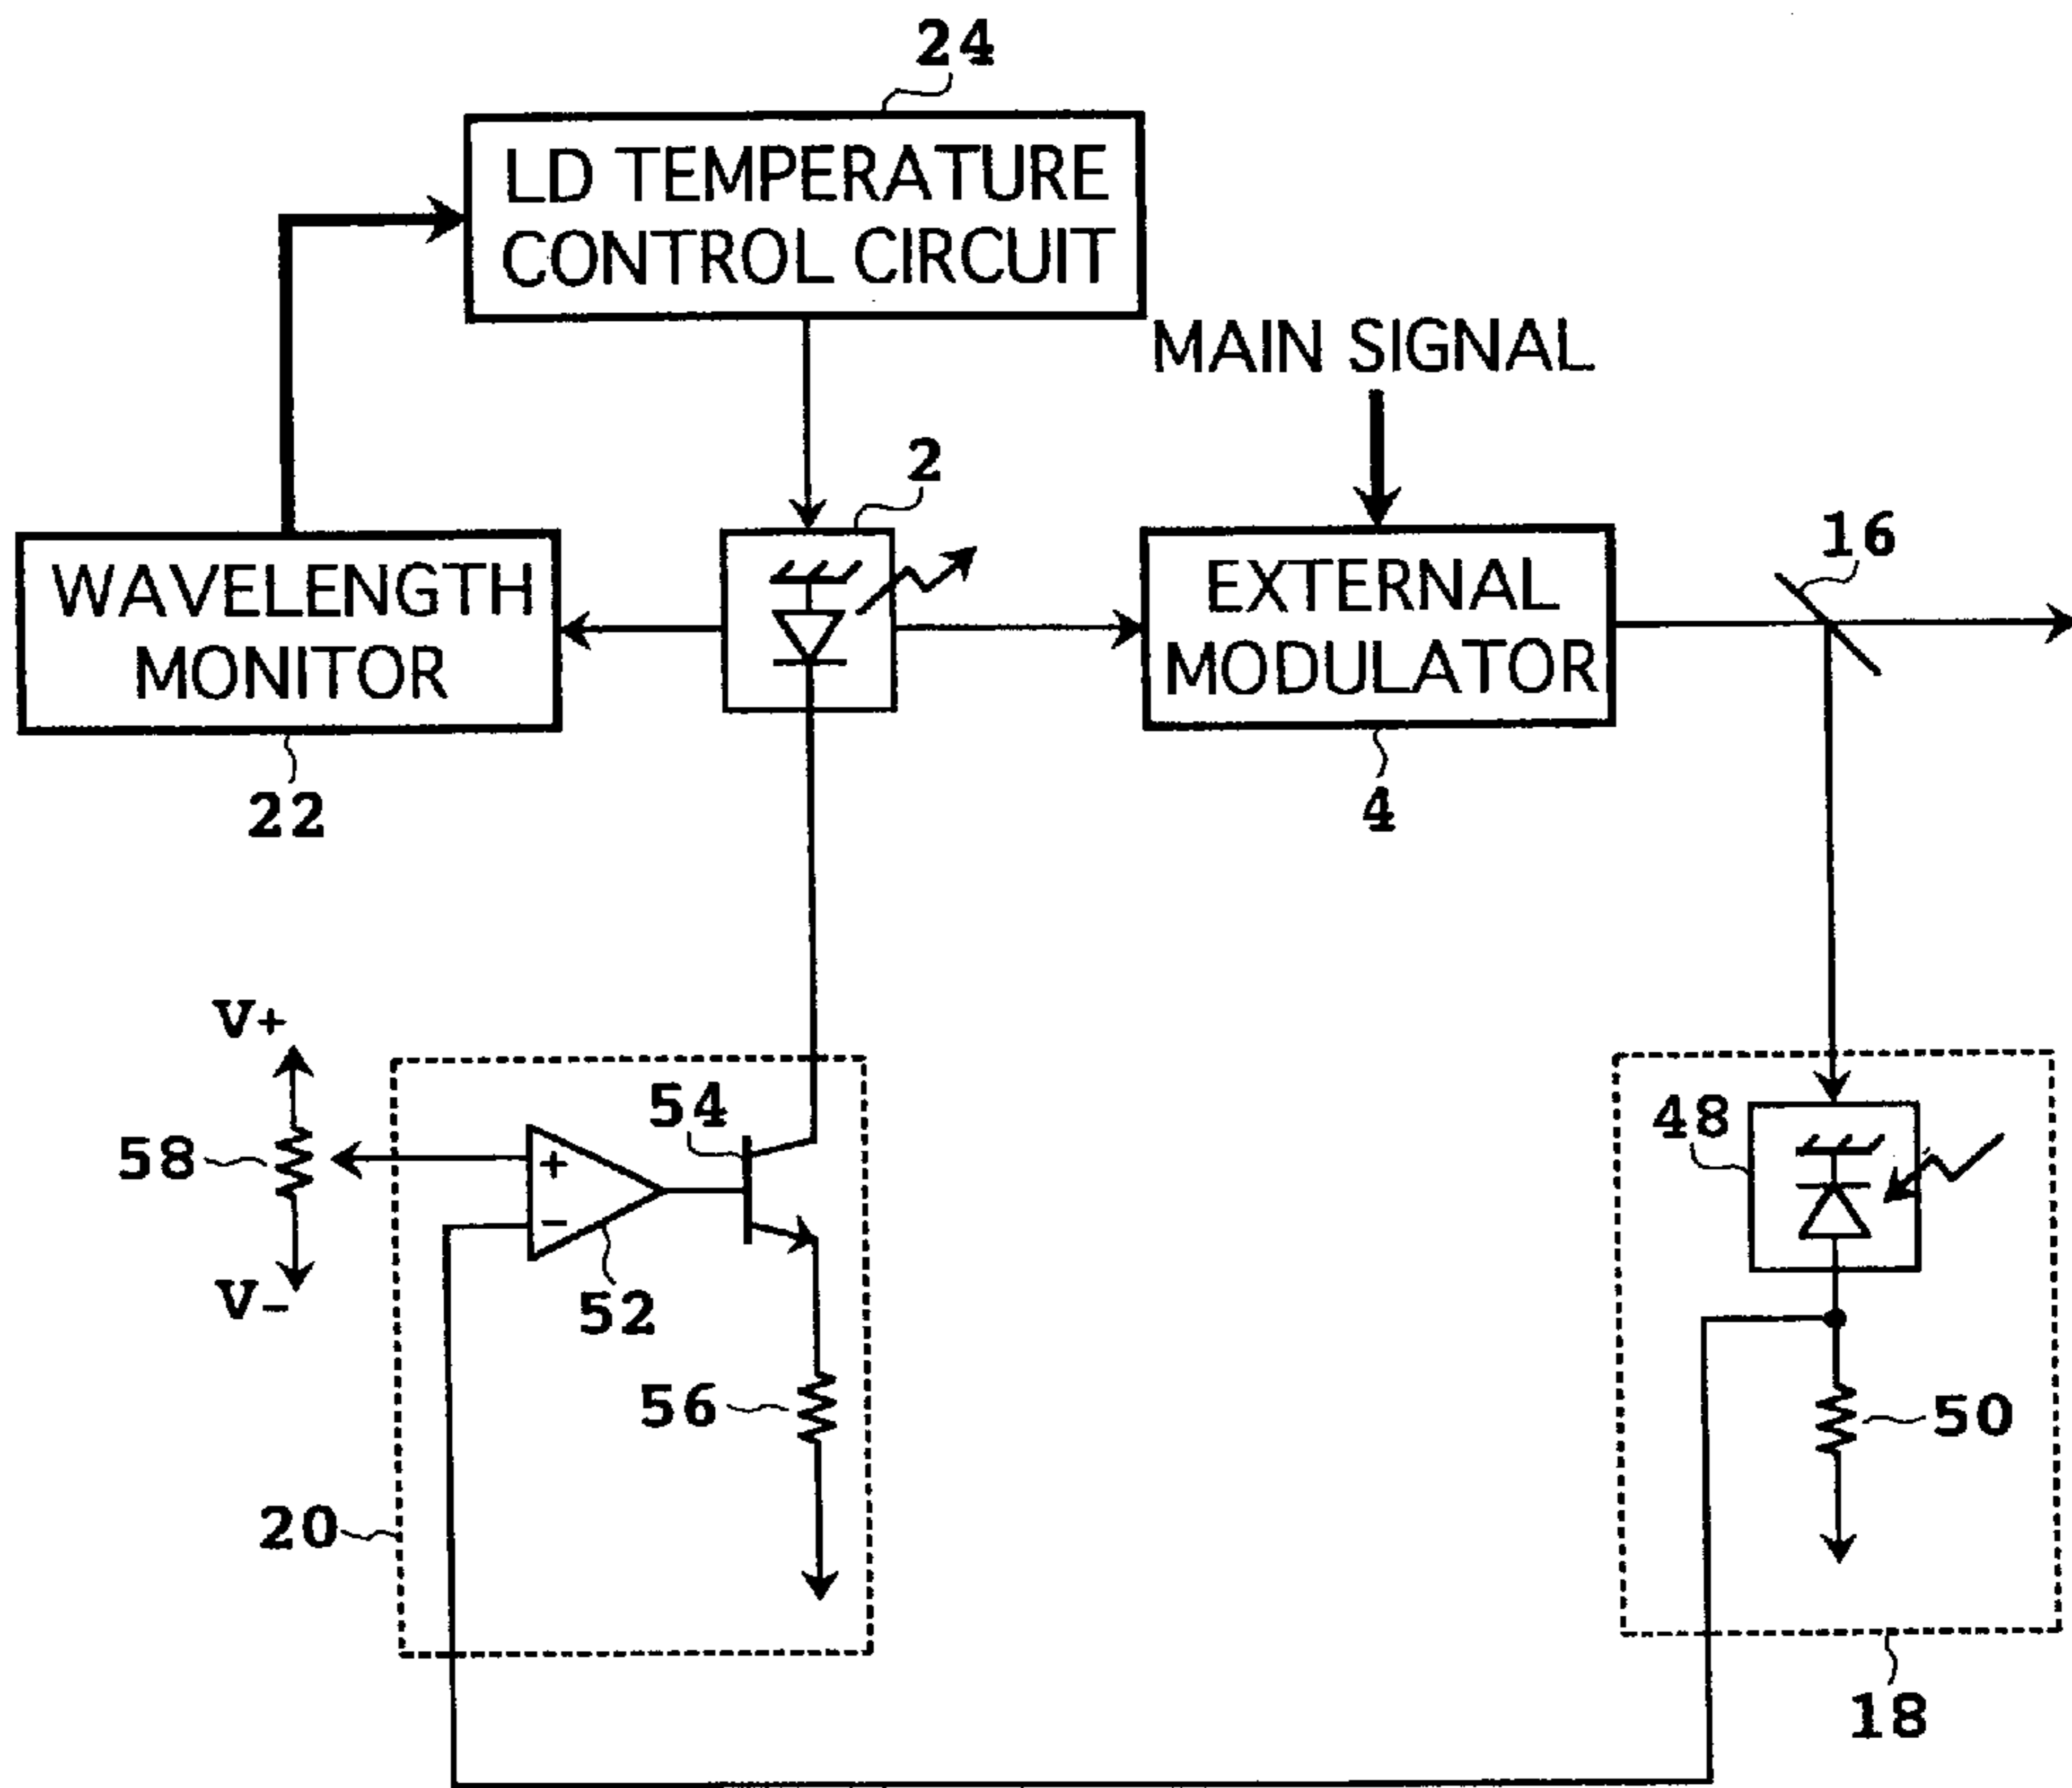 24
LD TEMPERATURE
CONTROL CIRCUIT
MAIN SIGNAL
2
16
WAVELENGTH
MONITOR
EXTERNAL
MODULATOR
22
4
V+
54
48
58
+
−
V−
52
56
50
20
18